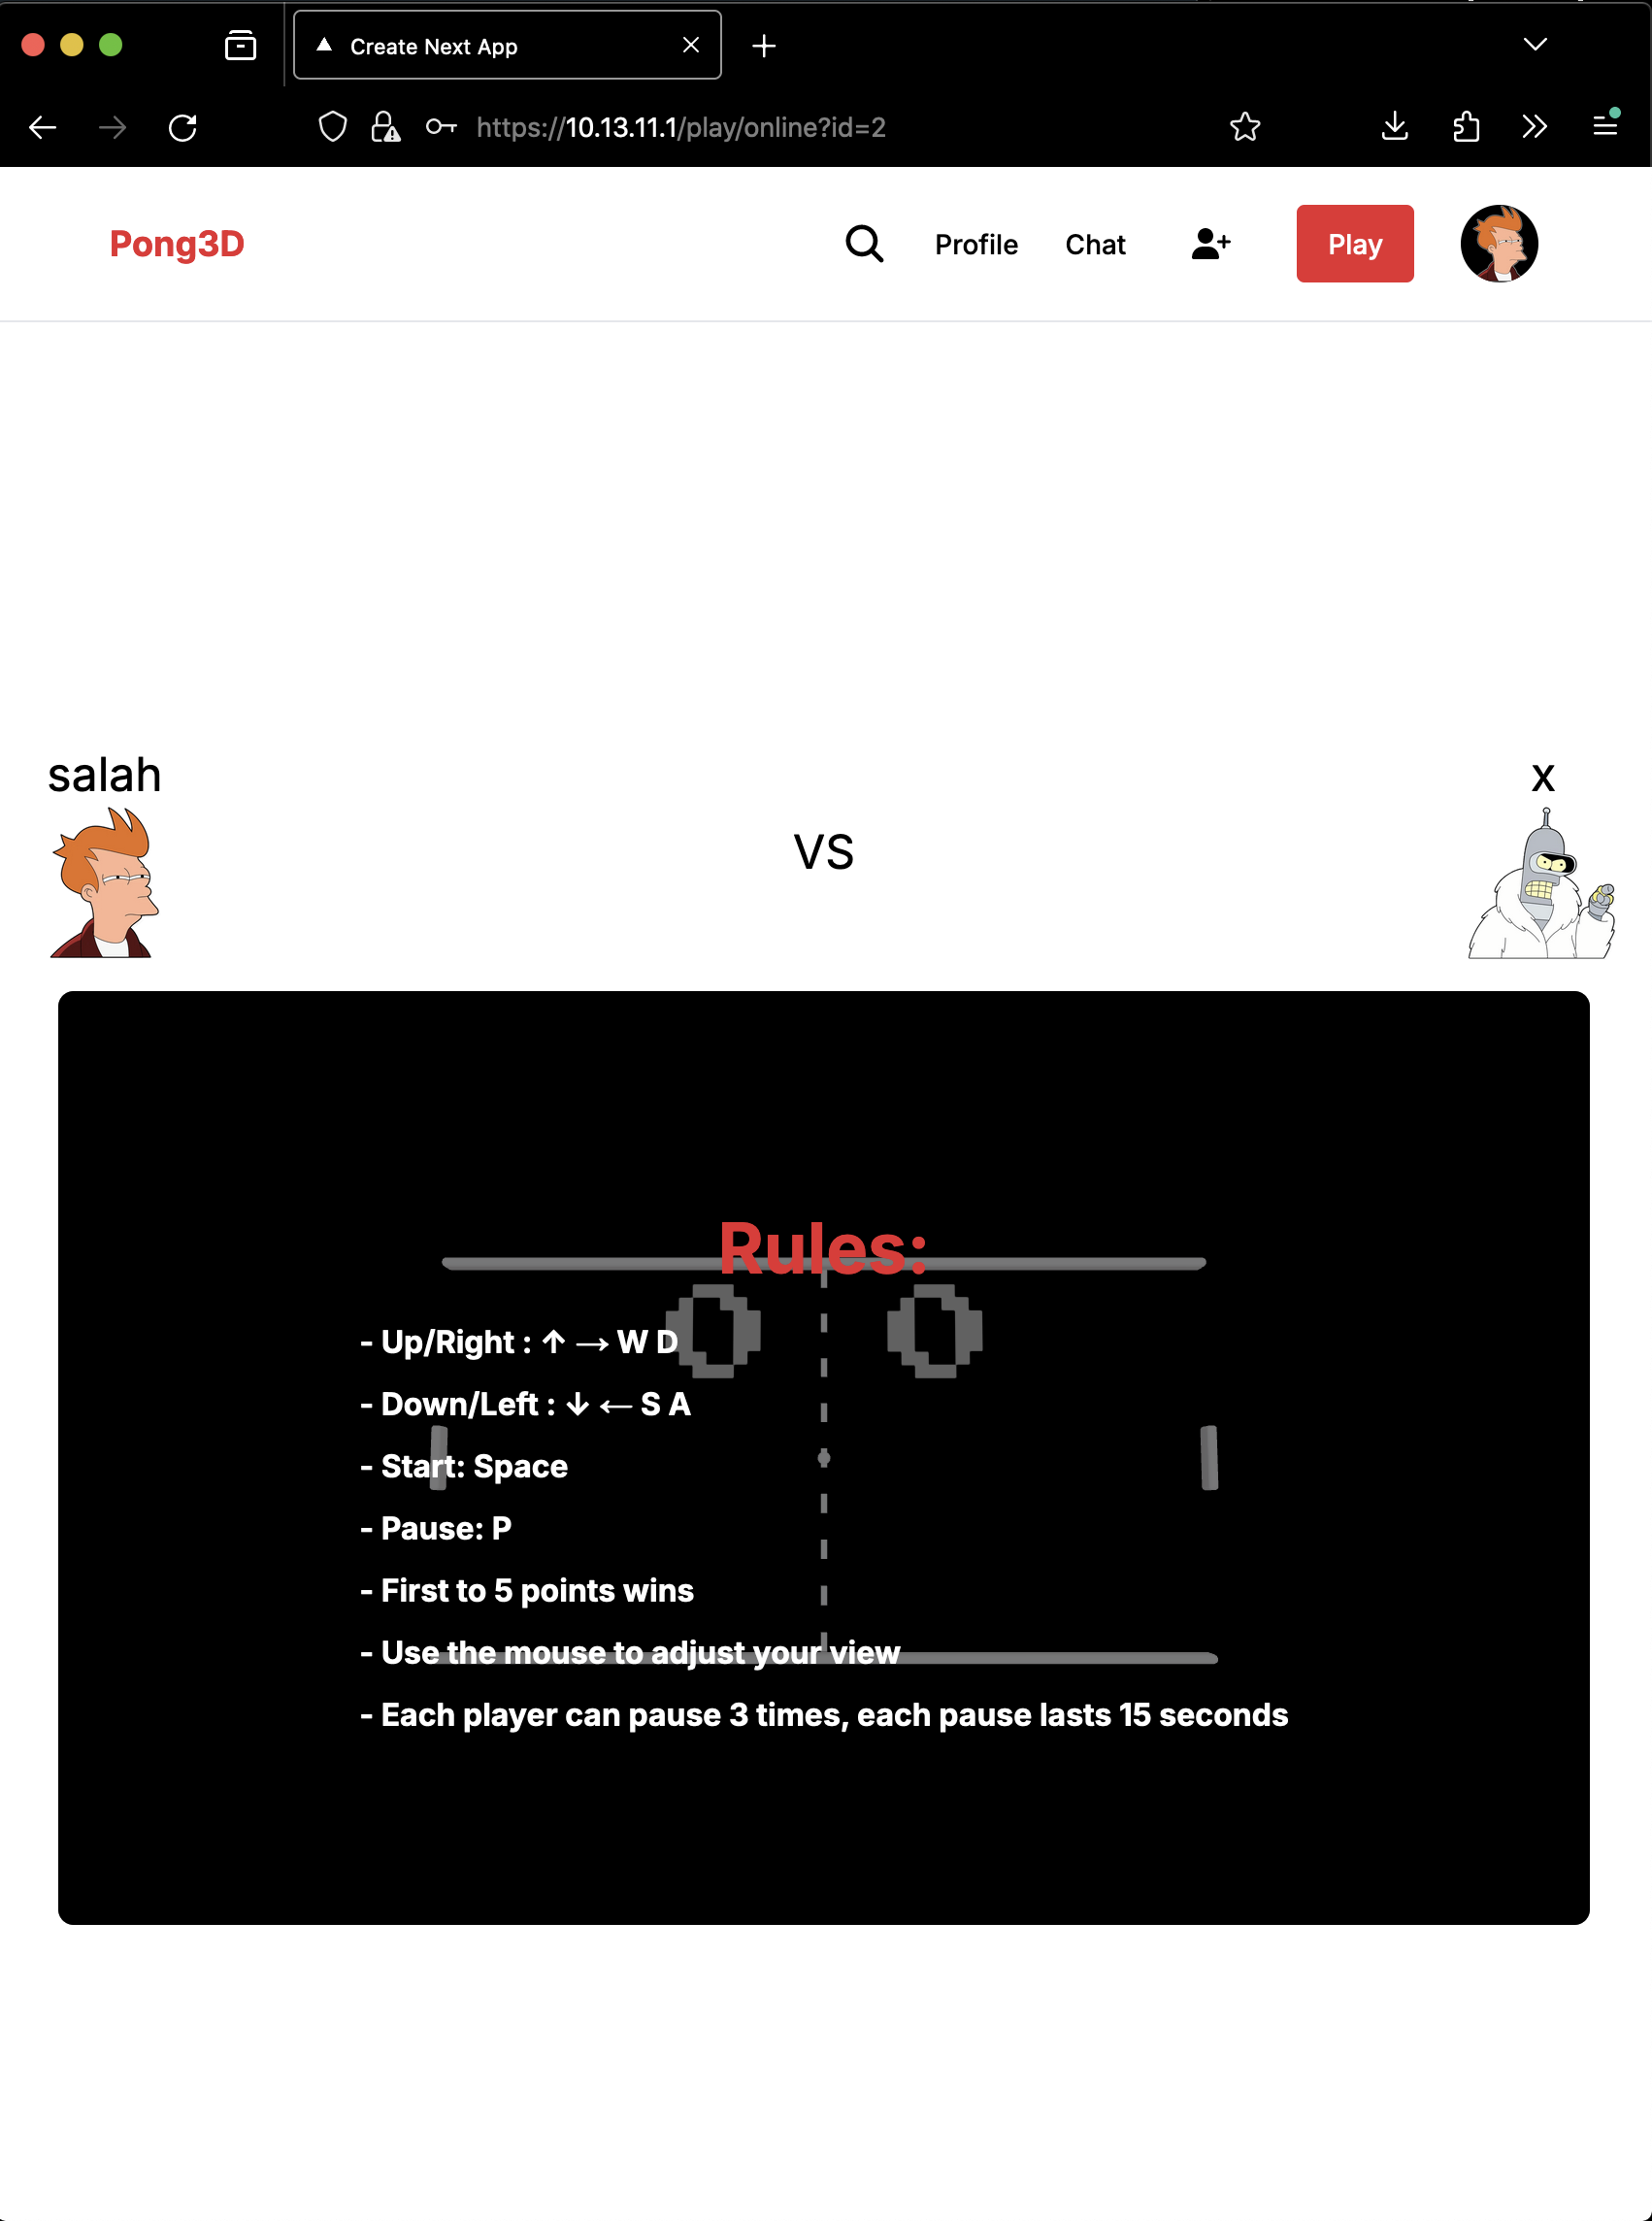 Create Next App
https://10.13.11.1/play/online?id=2
Pong3D Profile Chat Play
salah x
VS
Rules:
0 0
- Up/Right : ↑ → W D
- Down/Left : ↓ ← S A
- Start: Space
- Pause: P
- First to 5 points wins
- Use the mouse to adjust your view
- Each player can pause 3 times, each pause lasts 15 seconds